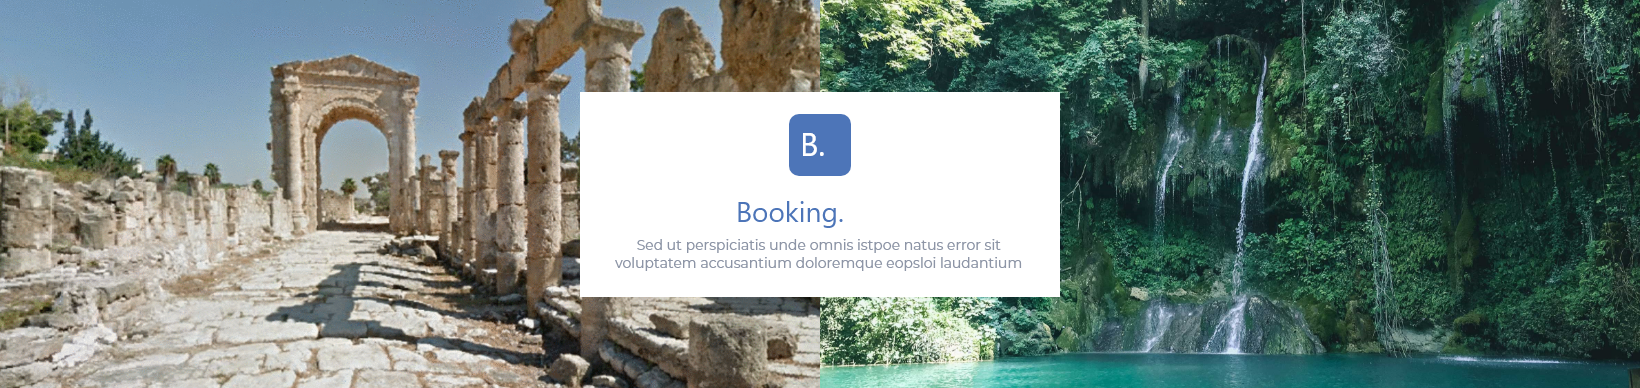 B.
Booking.
Sed ut perspiciatis unde omnis istpoe natus error sit
voluptatem accusantium doloremque eopsloi laudantium